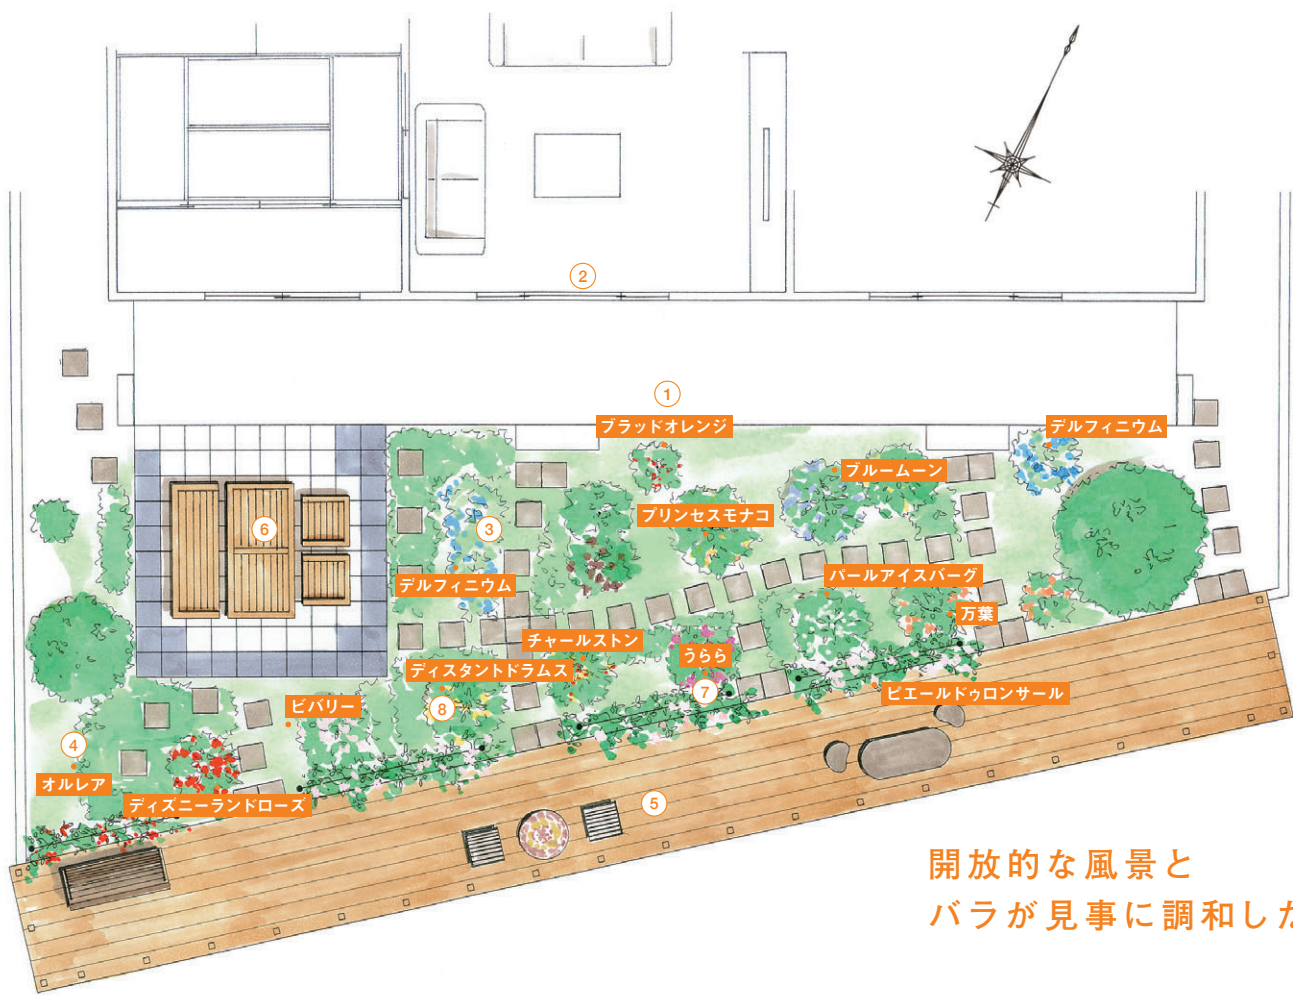 ②
①
ブラッドオレンジ
デルフィニウム
ブルームーン
プリンセスモナコ
③
⑥
デルフィニウム
パールアイスバーグ
万葉
チャールストン
うらら
ディスタントドラムス
⑦
ピエールドゥロンサール
ビバリー
⑧
④
オルレア
ディズニーランドローズ
⑤
開放的な風景と
バラが見事に調和した